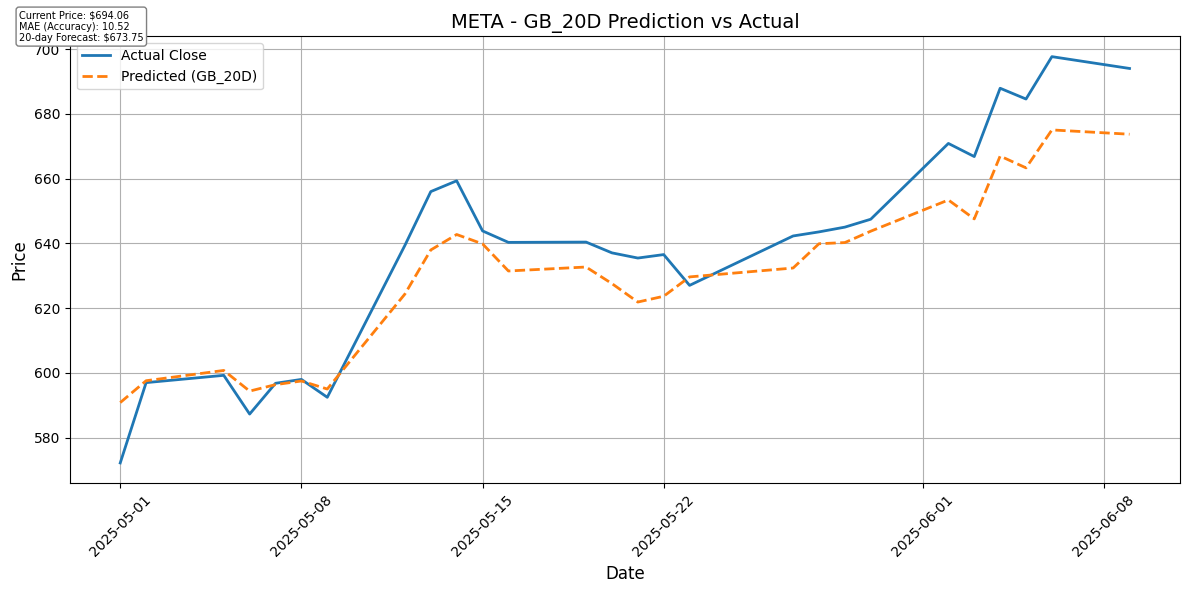 META - GB_20D Prediction vs Actual
Current Price: $694.06
MAE (Accuracy): 10.52
20-day Forecast: $673.75
Actual Close
Predicted (GB_20D)
Price
700
680
660
640
620
600
580
2025-05-01
2025-05-08
2025-05-15
2025-05-22
2025-06-01
2025-06-08
Date